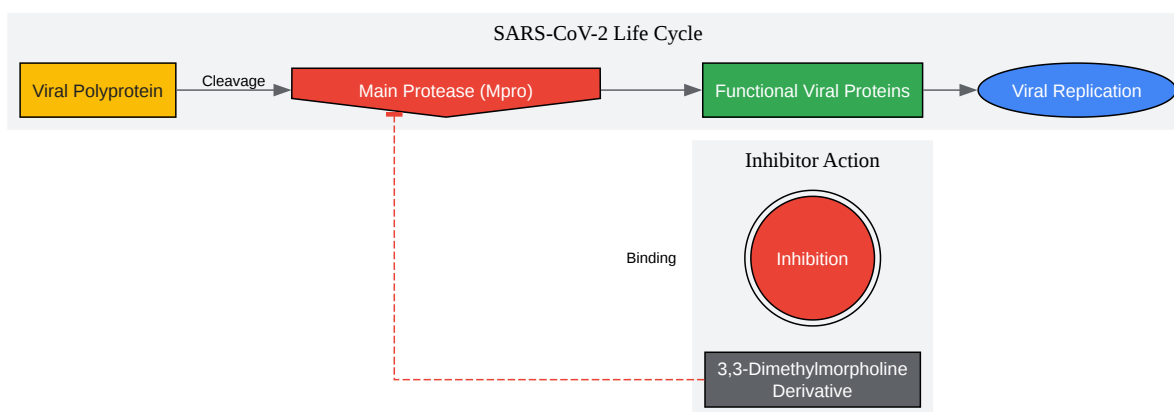 SARS-CoV-2 Life Cycle
Viral Polyprotein
Cleavage
Main Protease (Mpro)
Functional Viral Proteins
Viral Replication
Inhibitor Action
Binding
Inhibition
3,3-Dimethylmorpholine
Derivative